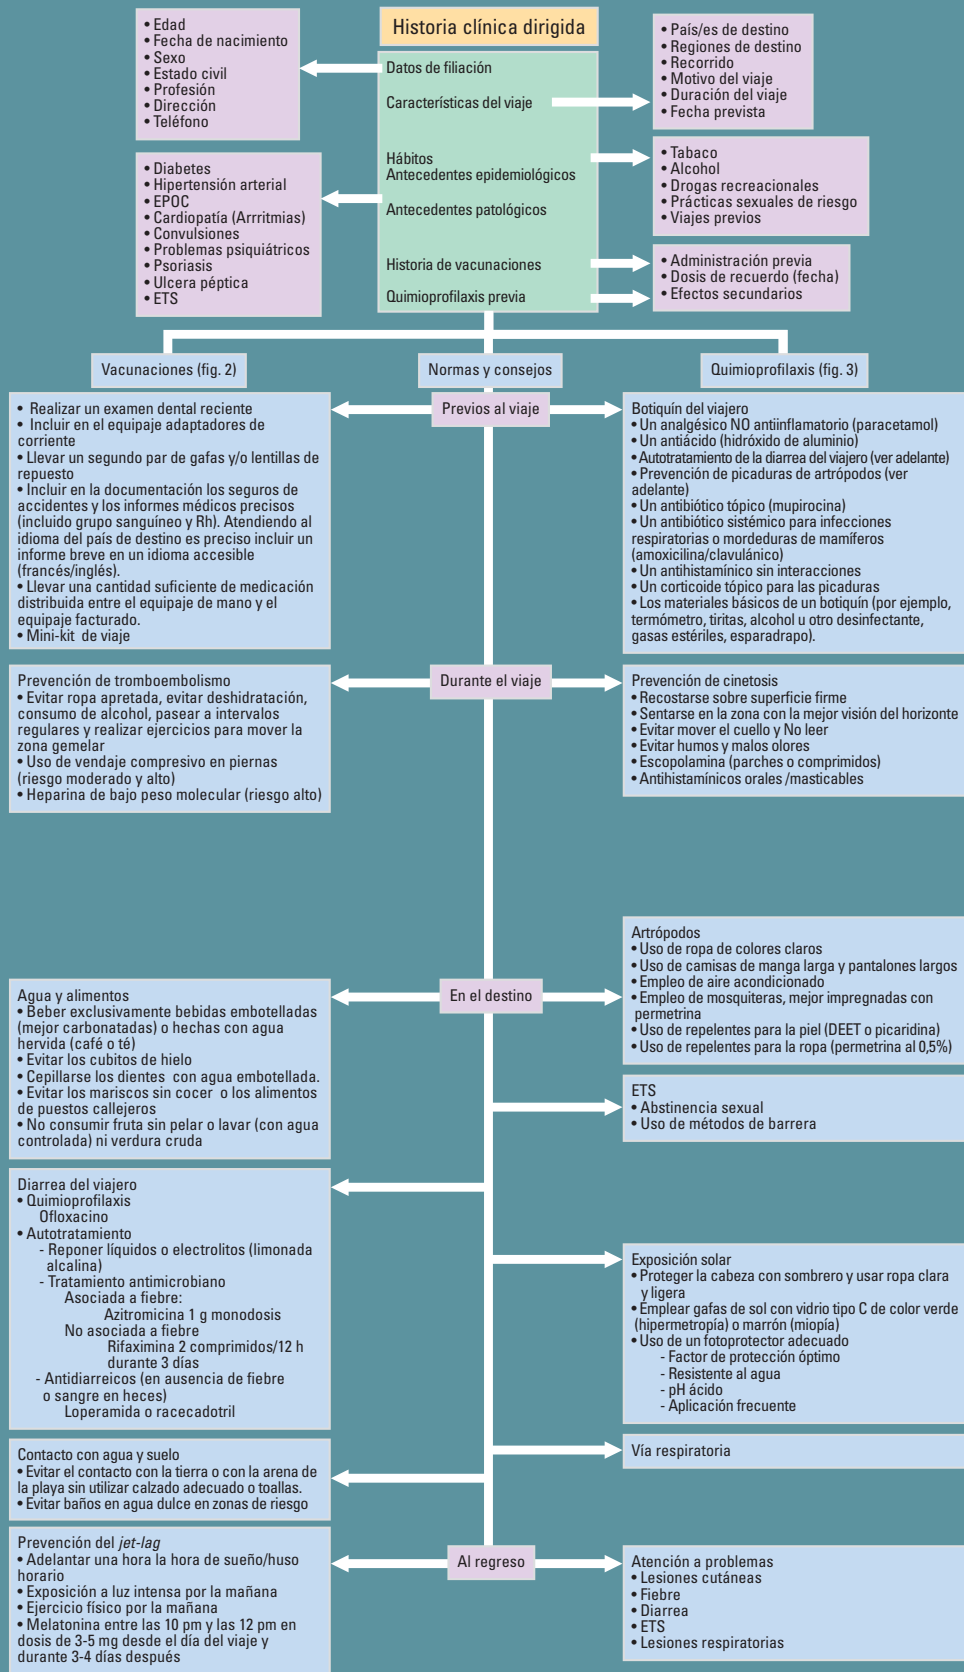 Historia clínica dirigida
• Edad
• Fecha de nacimiento
• Sexo
• Estado civil
• Profesión
• Dirección
• Teléfono
Datos de filiación
Características del viaje
• País/es de destino
• Regiones de destino
• Recorrido
• Motivo del viaje
• Duración del viaje
• Fecha prevista
• Diabetes
• Hipertensión arterial
• EPOC
• Cardiopatía (Arrritmias)
• Convulsiones
• Problemas psiquiátricos
• Psoriasis
• Ulcera péptica
• ETS
Hábitos
Antecedentes epidemiológicos
Antecedentes patológicos
Historia de vacunaciones
Quimioprofilaxis previa
• Tabaco
• Alcohol
• Drogas recreacionales
• Prácticas sexuales de riesgo
• Viajes previos
• Administración previa
• Dosis de recuerdo (fecha)
• Efectos secundarios
Vacunaciones (fig. 2)
Normas y consejos
Quimioprofilaxis (fig. 3)
• Realizar un examen dental reciente
• Incluir en el equipaje adaptadores de
corriente
• Llevar un segundo par de gafas y/o lentillas de
repuesto
• Incluir en la documentación los seguros de
accidentes y los informes médicos precisos
(incluido grupo sanguíneo y Rh). Atendiendo al
idioma del país de destino es preciso incluir un
informe breve en un idioma accesible
(francés/inglés).
• Llevar una cantidad suficiente de medicación
distribuida entre el equipaje de mano y el
equipaje facturado.
• Mini-kit de viaje
Previos al viaje
Botiquín del viajero
• Un analgésico NO antiinflamatorio (paracetamol)
• Un antiácido (hidróxido de aluminio)
• Autotratamiento de la diarrea del viajero (ver adelante)
• Prevención de picaduras de artrópodos (ver
adelante)
• Un antibiótico tópico (mupirocina)
• Un antibiótico sistémico para infecciones
respiratorias o mordeduras de mamíferos
(amoxicilina/clavulánico)
• Un antihistamínico sin interacciones
• Un corticoide tópico para las picaduras
• Los materiales básicos de un botiquín (por ejemplo,
termómetro, tiritas, alcohol u otro desinfectante,
gasas estériles, esparadrapo).
Prevención de tromboembolismo
• Evitar ropa apretada, evitar deshidratación,
consumo de alcohol, pasear a intervalos
regulares y realizar ejercicios para mover la
zona gemelar
• Uso de vendaje compresivo en piernas
(riesgo moderado y alto)
• Heparina de bajo peso molecular (riesgo alto)
Durante el viaje
Prevención de cinetosis
• Recostarse sobre superficie firme
• Sentarse en la zona con la mejor visión del horizonte
• Evitar mover el cuello y No leer
• Evitar humos y malos olores
• Escopolamina (parches o comprimidos)
• Antihistamínicos orales /masticables
Agua y alimentos
• Beber exclusivamente bebidas embotelladas
(mejor carbonatadas) o hechas con agua
hervida (café o té)
• Evitar los cubitos de hielo
• Cepillarse los dientes con agua embotellada.
• Evitar los mariscos sin cocer o los alimentos
de puestos callejeros
• No consumir fruta sin pelar o lavar (con agua
controlada) ni verdura cruda
En el destino
Artrópodos
• Uso de ropa de colores claros
• Uso de camisas de manga larga y pantalones largos
• Empleo de aire acondicionado
• Empleo de mosquiteras, mejor impregnadas con
permetrina
• Uso de repelentes para la piel (DEET o picaridina)
• Uso de repelentes para la ropa (permetrina al 0,5%)
ETS
• Abstinencia sexual
• Uso de métodos de barrera
Diarrea del viajero
• Quimioprofilaxis
Ofloxacino
• Autotratamiento
- Reponer líquidos o electrolitos (limonada
alcalina)
- Tratamiento antimicrobiano
Asociada a fiebre:
Azitromicina 1 g monodosis
No asociada a fiebre
Rifaximina 2 comprimidos/12 h
durante 3 días
- Antidiarreicos (en ausencia de fiebre
o sangre en heces)
Loperamida o racecadotril
Exposición solar
• Proteger la cabeza con sombrero y usar ropa clara
y ligera
• Emplear gafas de sol con vidrio tipo C de color verde
(hipermetropía) o marrón (miopía)
• Uso de un fotoprotector adecuado
- Factor de protección óptimo
- Resistente al agua
- pH ácido
- Aplicación frecuente
Contacto con agua y suelo
• Evitar el contacto con la tierra o con la arena de
la playa sin utilizar calzado adecuado o toallas.
• Evitar baños en agua dulce en zonas de riesgo
Vía respiratoria
Prevención del jet-lag
• Adelantar una hora la hora de sueño/huso
horario
• Exposición a luz intensa por la mañana
• Ejercicio físico por la mañana
• Melatonina entre las 10 pm y las 12 pm en
dosis de 3-5 mg desde el día del viaje y
durante 3-4 días después
Al regreso
Atención a problemas
• Lesiones cutáneas
• Fiebre
• Diarrea
• ETS
• Lesiones respiratorias